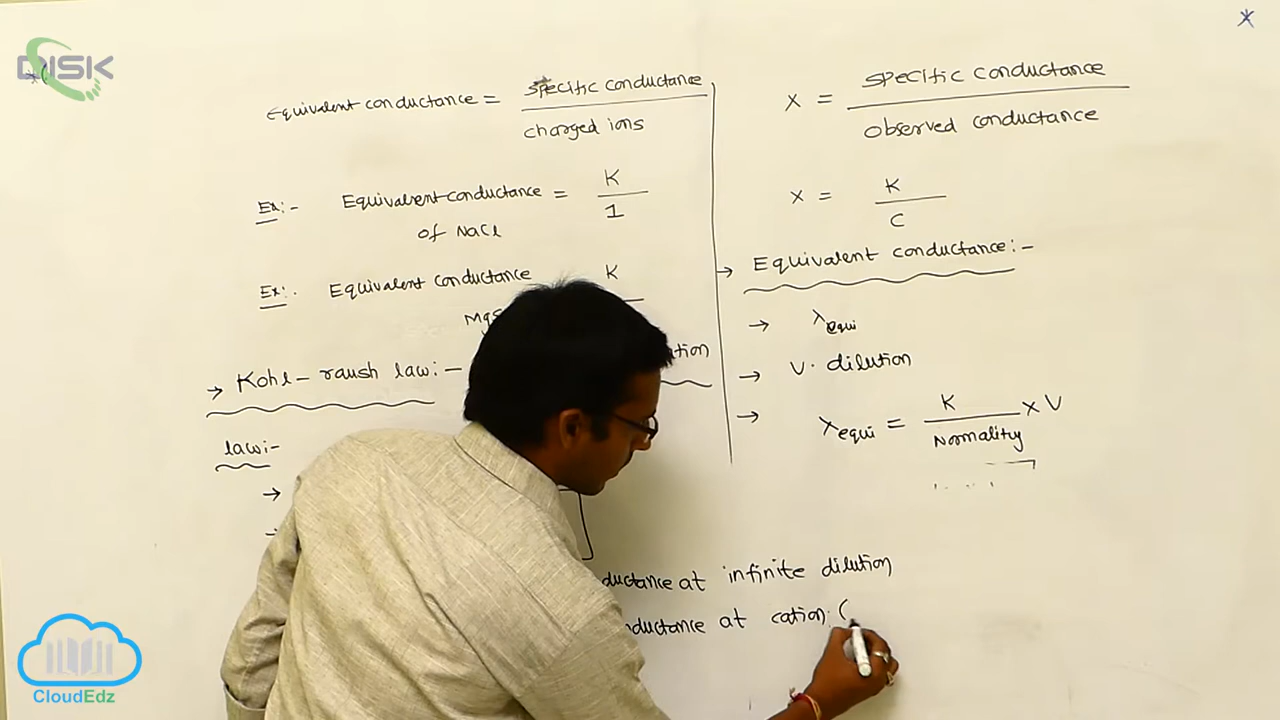 QISK
Equivalent conductance = specific conductance
charged ions
Ex:- Equivalent conductance = K
1
of NaCl
Ex:- Equivalent conductance K
→ Kohl-raush law:-
law:-
→
→
x = specific conductance
observed conductance
x = K
C
→ Equivalent conductance:-
→ λequi
→ V. dilution
→ λequi = K × V
Normality
ductance at infinite dilution
nductance at cation (
CloudEdz